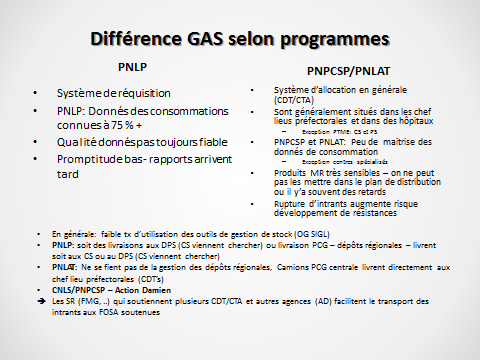 Différence GAS selon programmes
PNLP
• Système de réquisition
• PNLP: Donnés des consommations
connues à 75 % +
• Qualité donnés pas toujours fiable
• Promptitude bas- rapports arrivent
tard
PNPCSP/PNLAT
• Système d'allocation en générale
(CDT/CTA)
• Sont généralement situés dans les chef
lieus préfectorales et dans des hôpitaux
– Exception PTME: CS et PS
• PNPCSP et PNLAT: Peu de maitrise des
donnés de consommation
– Exception centres spécialisés
• Produits MR très sensibles – on ne peut
pas les mettre dans le plan de distribution
ou il y'a souvent des retards
• Rupture d'intrants augmente risque
développement de résistances
• En générale: faible tx d'utilisation des outils de gestion de stock (OG SIGL)
• PNLP: soit des livraisons aux DPS (CS viennent chercher) ou livraison PCG – dépôts régionales – livrent
soit aux CS ou au DPS (CS viennent chercher)
• PNLAT: Ne se fient pas de la gestion des dépôts régionales, Camions PCG centrale livrent directement aux
chef lieu préfectorales (CDT's)
• CNLS/PNPCSP – Action Damien
➔ Les SR (FMG, ..) qui soutiennent plusieurs CDT/CTA et autres agences (AD) facilitent le transport des
intrants aux FOSA soutenues